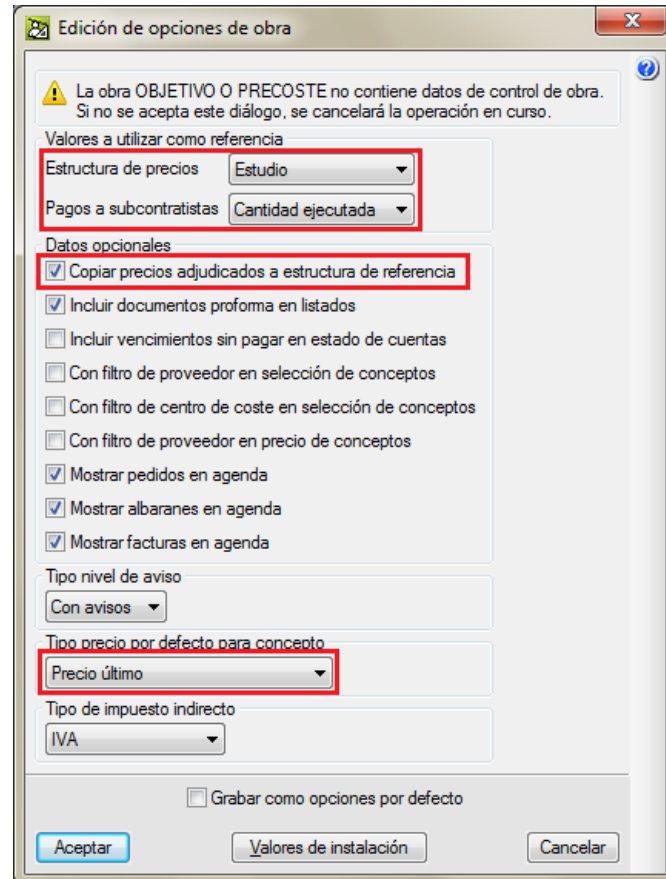 Edición de opciones de obra
La obra OBJETIVO O PRECOSTE no contiene datos de control de obra.
Si no se acepta este diálogo, se cancelará la operación en curso.
Valores a utilizar como referencia
Estructura de precios Estudio
Pagos a subcontratistas Cantidad ejecutada
Datos opcionales
Copiar precios adjudicados a estructura de referencia
Incluir documentos proforma en listados
Incluir vencimientos sin pagar en estado de cuentas
Con filtro de proveedor en selección de conceptos
Con filtro de centro de coste en selección de conceptos
Con filtro de proveedor en precio de conceptos
Mostrar pedidos en agenda
Mostrar albaranes en agenda
Mostrar facturas en agenda
Tipo nivel de aviso
Con avisos
Tipo precio por defecto para concepto
Precio último
Tipo de impuesto indirecto
IVA
Grabar como opciones por defecto
Aceptar Valores de instalación Cancelar